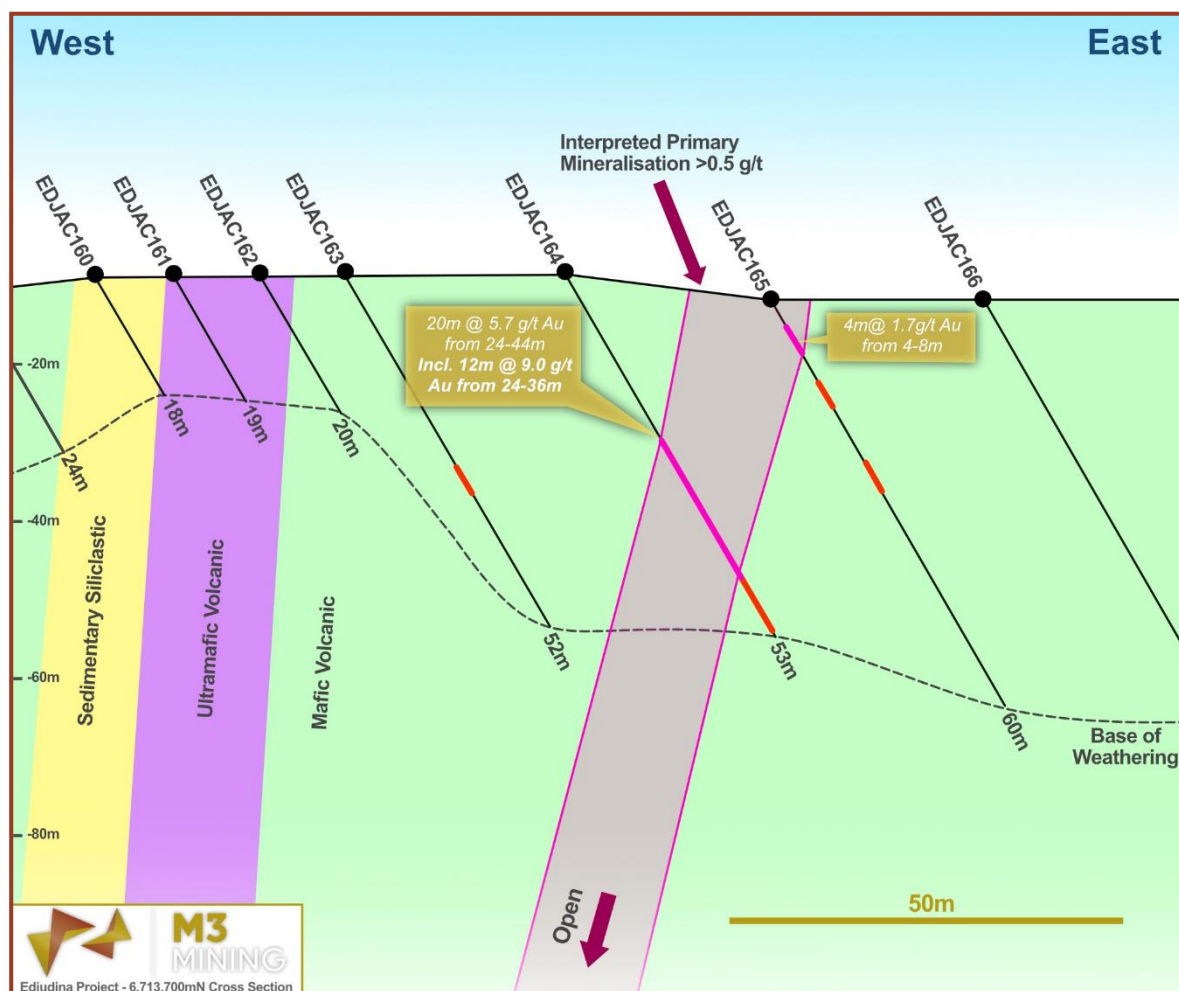 West
East
Interpreted Primary
Mineralisation >0.5 g/t
EDJAC160
EDJAC161
EDJAC162
EDJAC163
EDJAC164
EDJAC165
EDJAC166
20m @ 5.7 g/t Au
from 24-44m
Incl. 12m @ 9.0 g/t
Au from 24-36m
4m@ 1.7g/t Au
from 4-8m
-20m
-40m
-60m
-80m
24m
18m
19m
20m
52m
53m
60m
Sedimentary Siliclastic
Ultramafic Volcanic
Mafic Volcanic
Base of
Weathering
Open
50m
M3
MINING
Edjudina Project - 6,713,700mN Cross Section